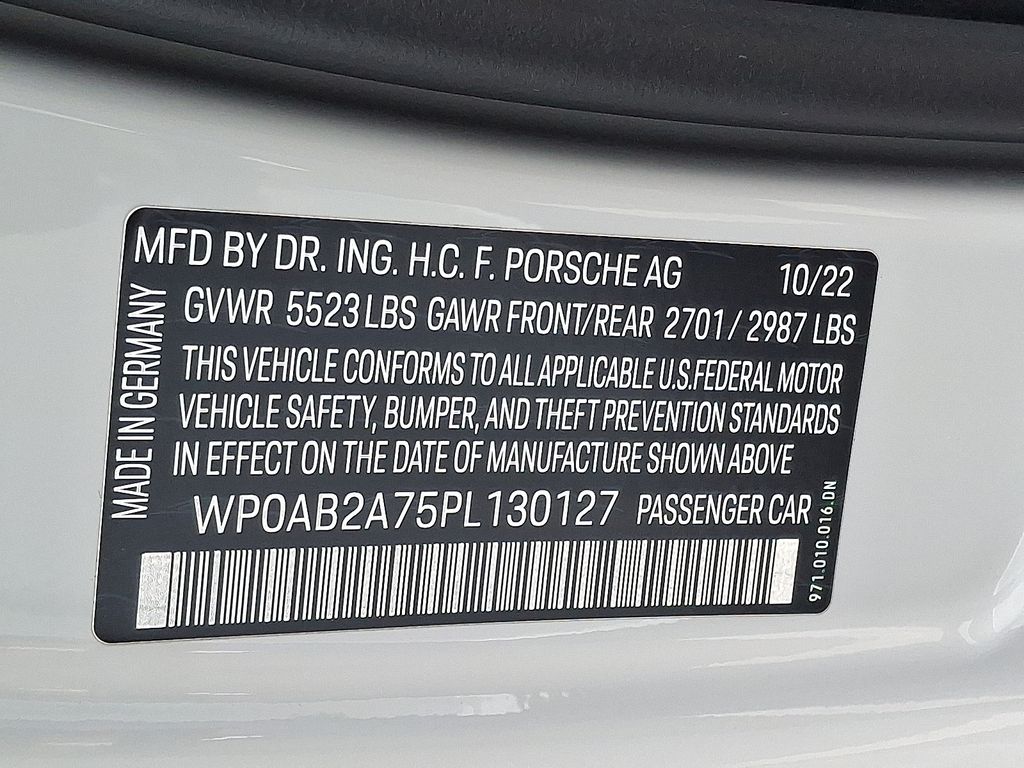 MFD BY DR. ING. H.C. F. PORSCHE AG 10/22
GVWR 5523 LBS GAWR FRONT/REAR 2701 / 2987 LBS
THIS VEHICLE CONFORMS TO ALL APPLICABLE U.S. FEDERAL MOTOR
VEHICLE SAFETY, BUMPER, AND THEFT PREVENTION STANDARDS
IN EFFECT ON THE DATE OF MANUFACTURE SHOWN ABOVE
WP0AB2A75PL130127 PASSENGER CAR
MADE IN GERMANY
971.010.016.DN